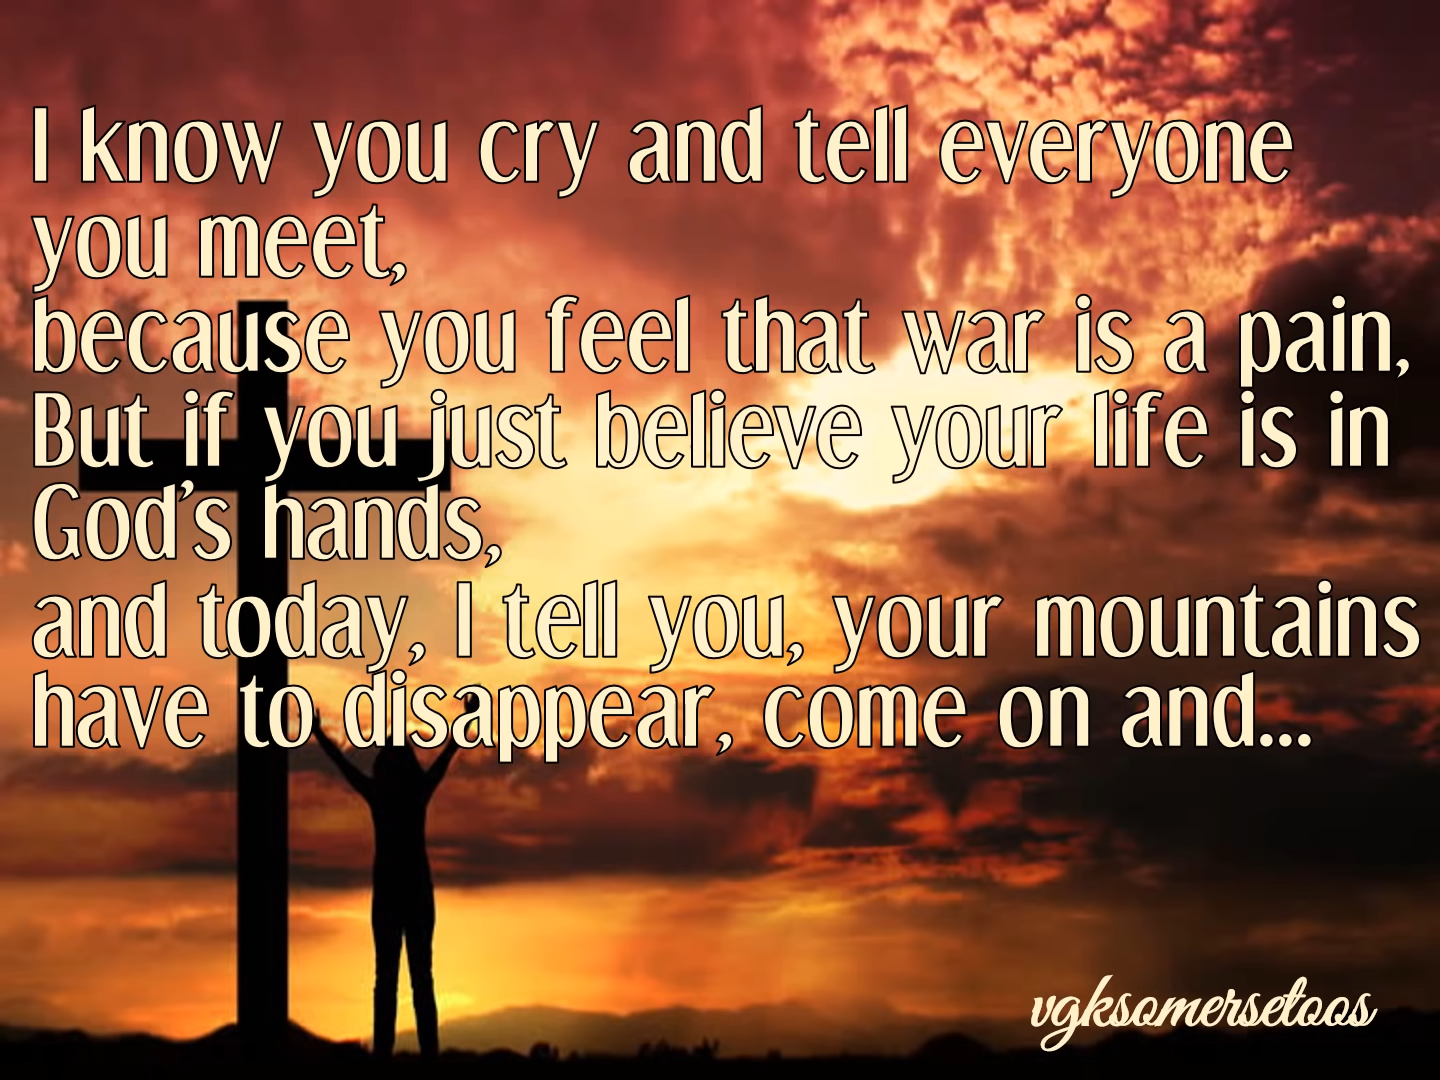 I know you cry and tell everyone
you meet,
because you feel that war is a pain,
But if you just believe your life is in
God's hands,
and today, I tell you, your mountains
have to disappear, come on and...
vgksomersetoos